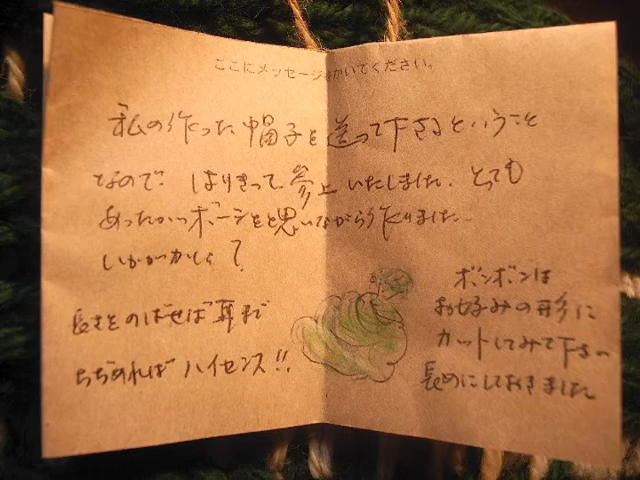 ここにメッセージをかいてください。
私の作った帽子を送って下さるということ
なので はりきって参上いたしました. とっても
あったかいボーシをと思いながら作りました.
いかがかしら?
長さをのばせば耳まで
ちぢめれば ハイセンス!!
ボンボンは
お好みの形に
カットしてみて下さい
長めにしておきました